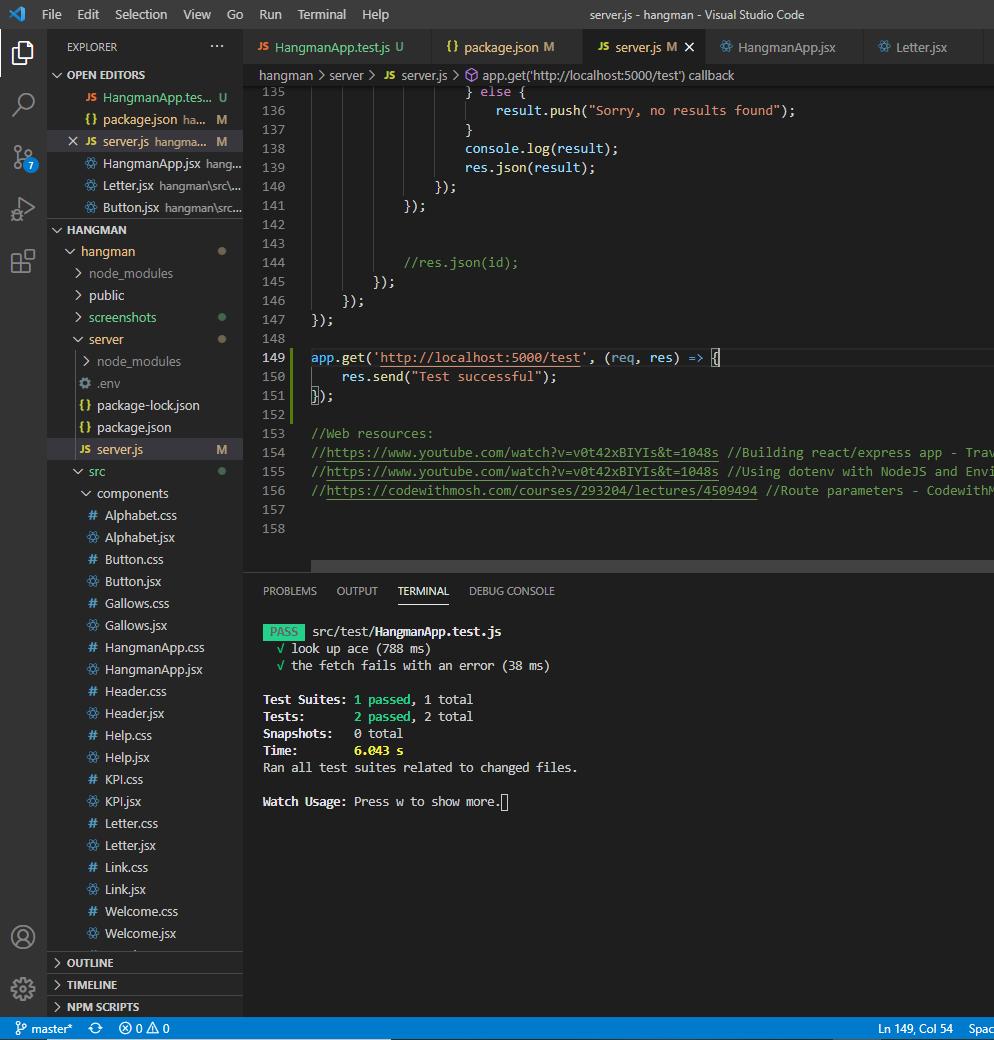 File Edit Selection View Go Run Terminal Help server.js - hangman - Visual Studio Code
EXPLORER ···
JS HangmanApp.test.js U {} package.json M JS server.js M × HangmanApp.jsx Letter.jsx
hangman > server > JS server.js > app.get('http://localhost:5000/test') callback
OPEN EDITORS
JS HangmanApp.tes... U
{} package.json ha... M
× JS server.js hangma... M
HangmanApp.jsx hang...
Letter.jsx hangman\src\...
Button.jsx hangman\src...
HANGMAN
hangman
node_modules
public
screenshots
server
node_modules
.env
{} package-lock.json
{} package.json
JS server.js M
src
components
# Alphabet.css
Alphabet.jsx
# Button.css
Button.jsx
# Gallows.css
Gallows.jsx
# HangmanApp.css
HangmanApp.jsx
# Header.css
Header.jsx
# Help.css
Help.jsx
# KPI.css
KPI.jsx
# Letter.css
Letter.jsx
# Link.css
Link.jsx
# Welcome.css
Welcome.jsx
OUTLINE
TIMELINE
NPM SCRIPTS
7
135 } else {
136 result.push("Sorry, no results found");
137 }
138 console.log(result);
139 res.json(result);
140 });
141 });
142
143
144 //res.json(id);
145 });
146 });
147 });
148
149 app.get('http://localhost:5000/test', (req, res) => {
150 res.send("Test successful");
151 });
152
153 //Web resources:
154 //https://www.youtube.com/watch?v=v0t42xBIYIs&t=1048s //Building react/express app - Trav
155 //https://www.youtube.com/watch?v=v0t42xBIYIs&t=1048s //Using dotenv with NodeJS and Envi
156 //https://codewithmosh.com/courses/293204/lectures/4509494 //Route parameters - CodewithM
157
158
PROBLEMS OUTPUT TERMINAL DEBUG CONSOLE
PASS src/test/HangmanApp.test.js
√ look up ace (788 ms)
√ the fetch fails with an error (38 ms)
Test Suites: 1 passed, 1 total
Tests: 2 passed, 2 total
Snapshots: 0 total
Time: 6.043 s
Ran all test suites related to changed files.
Watch Usage: Press w to show more.
master* 0 0 Ln 149, Col 54 Spac